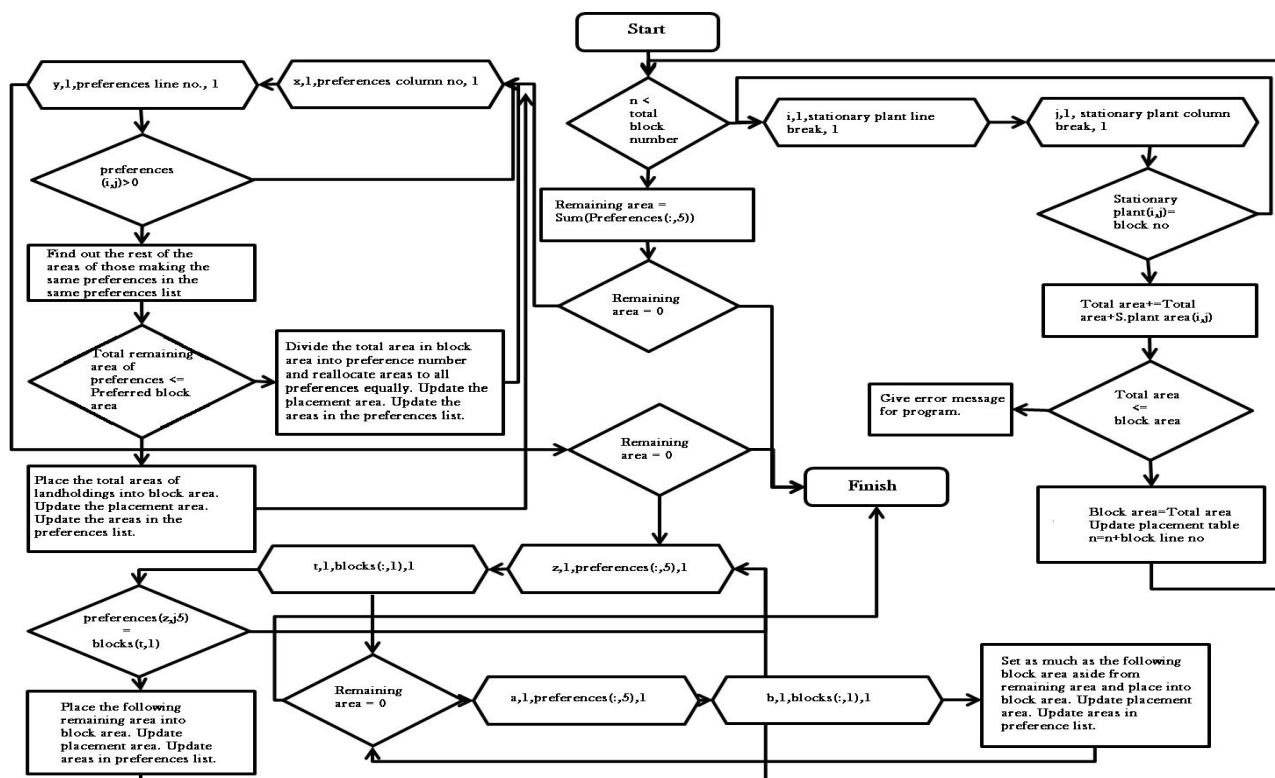 Start
y,1,preferences line no., 1
x,1,preferences column no, 1
n <
total
block
number
i,1,stationary plant line
break, 1
j,1, stationary plant column
break, 1
preferences
(i,j)>0
Remaining area =
Sum(Preferences(:,5))
Stationary
plant(i,j)=
block no
Find out the rest of the
areas of those making the
same preferences in the
same preferences list
Remaining
area = 0
Total area+=Total
area+S.plant area(i,j)
Total remaining
area of
preferences <=
Preferred block
area
Divide the total area in block
area into preference number
and reallocate areas to all
preferences equally. Update the
placement area. Update the
areas in the preferences list.
Give error message
for program.
Total area
<=
block area
Remaining
area = 0
Place the total areas of
landholdings into block area.
Update the placement area.
Update the areas in the
preferences list.
Finish
Block area=Total area
Update placement table
n=n+block line no
t,1,blocks(:,1),1
z,1,preferences(:,5),1
preferences(z,j5)
=
blocks(t,1)
Remaining
area = 0
a,1,preferences(:,5),1
b,1,blocks(:,1),1
Set as much as the following
block area aside from
remaining area and place into
block area. Update placement
area. Update areas in
preference list.
Place the following
remaining area into
block area. Update
placement area. Update
areas in preferences list.